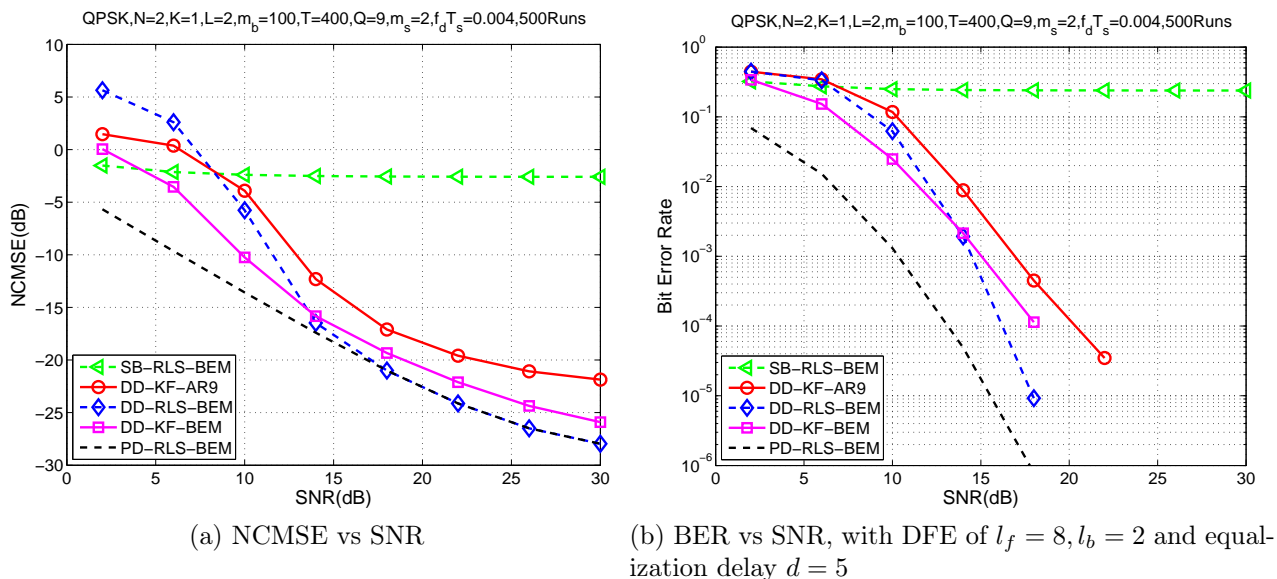 QPSK,N=2,K=1,L=2,m_b=100,T=400,Q=9,m_s=2,f_dT_s=0.004,500Runs
10
5
0
−5
−10
−15
−20
−25
−30
NCMSE(dB)
SB−RLS−BEM
DD−KF−AR9
DD−RLS−BEM
DD−KF−BEM
PD−RLS−BEM
0 5 10 15 20 25 30
SNR(dB)
(a) NCMSE vs SNR
QPSK,N=2,K=1,L=2,m_b=100,T=400,Q=9,m_s=2,f_dT_s=0.004,500Runs
10^0
10^−1
10^−2
10^−3
10^−4
10^−5
10^−6
Bit Error Rate
SB−RLS−BEM
DD−KF−AR9
DD−RLS−BEM
DD−KF−BEM
PD−RLS−BEM
0 5 10 15 20 25 30
SNR(dB)
(b) BER vs SNR, with DFE of l_f = 8, l_b = 2 and equal-
ization delay d = 5